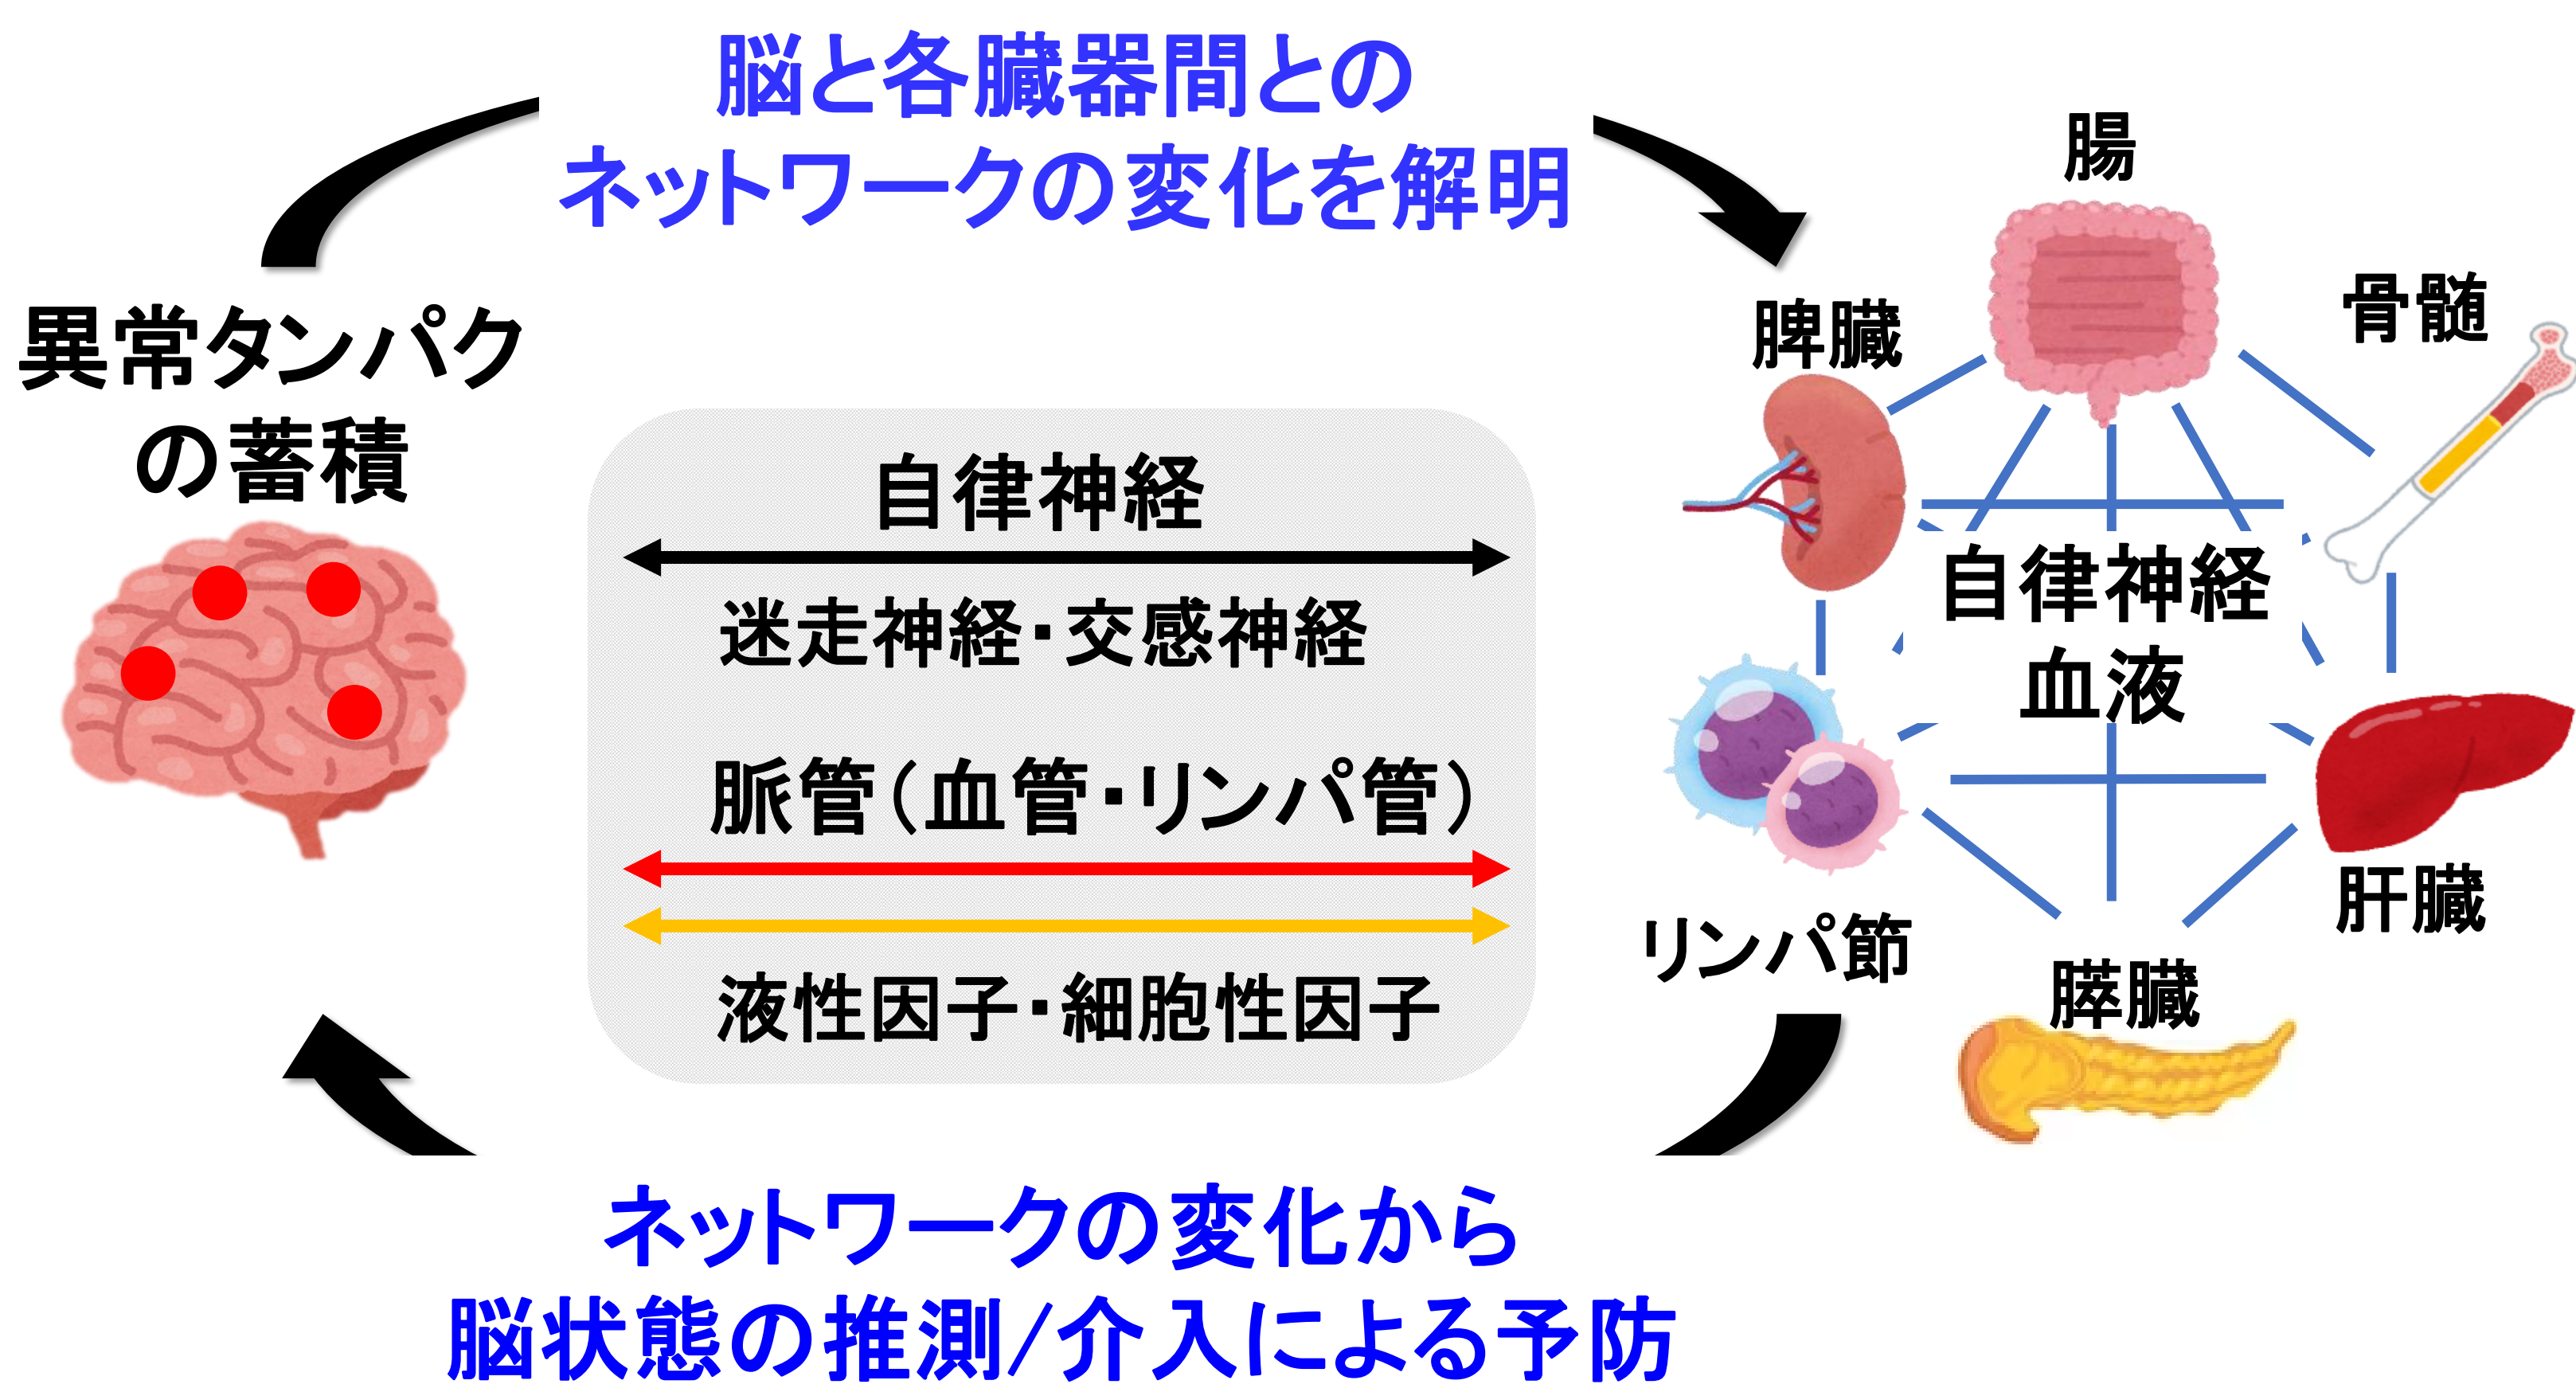 脳と各臓器間との
ネットワークの変化を解明
異常タンパク
の蓄積
自律神経
迷走神経・交感神経
脈管（血管・リンパ管）
液性因子・細胞性因子
腸
脾臓
骨髄
自律神経
血液
リンパ節
肝臓
膵臓
ネットワークの変化から
脳状態の推測/介入による予防